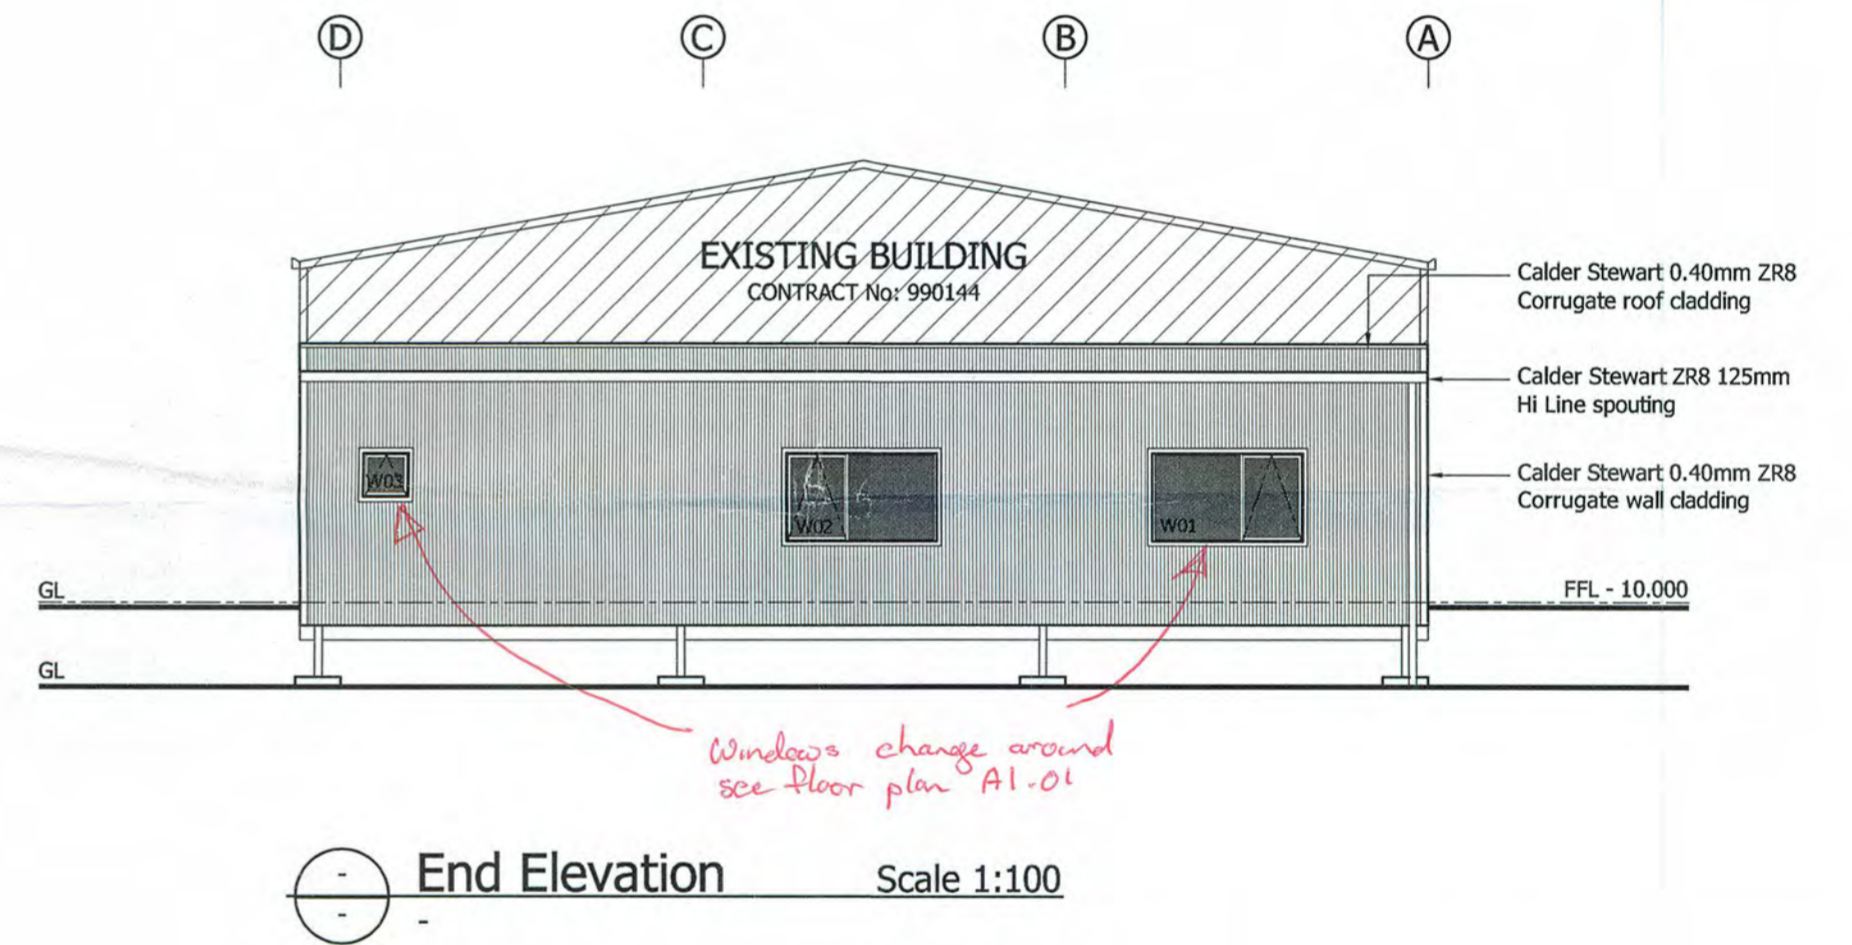 D
C
B
A
EXISTING BUILDING
CONTRACT No: 990144
Calder Stewart 0.40mm ZR8
Corrugate roof cladding
Calder Stewart ZR8 125mm
Hi Line spouting
Calder Stewart 0.40mm ZR8
Corrugate wall cladding
W03
W02
W01
GL
FFL - 10.000
GL
Windows change around
see floor plan A1.01
-
End Elevation
Scale 1:100
-
-